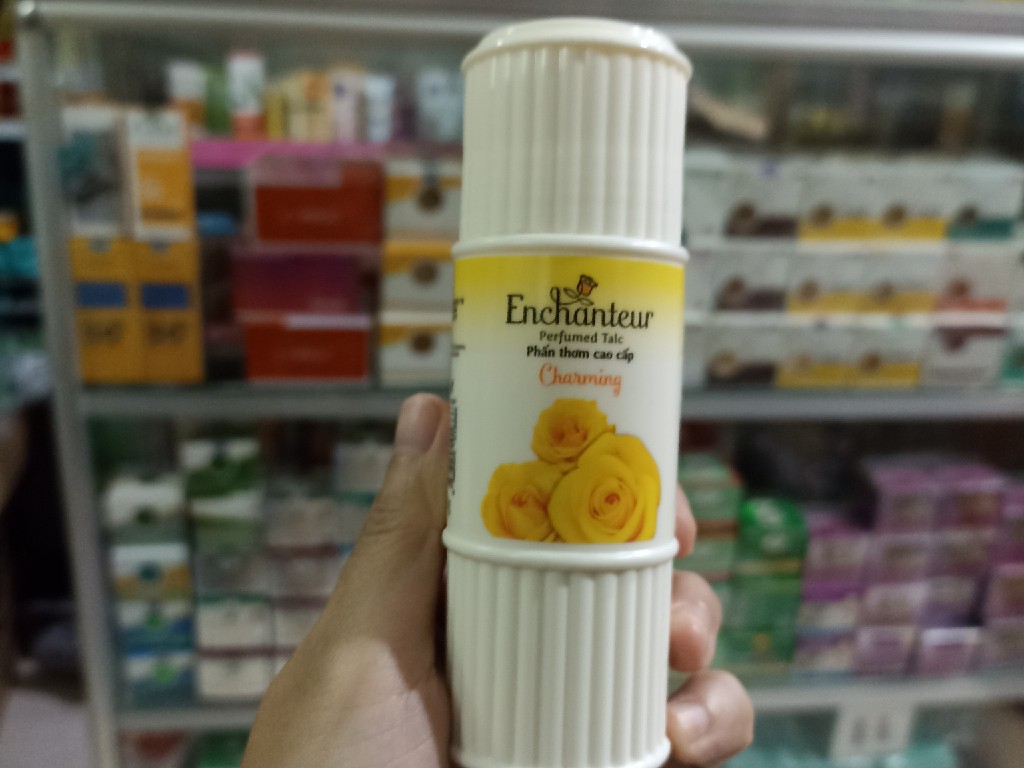 Enchanteur
Perfumed Talc
Phấn thơm cao cấp
Charming